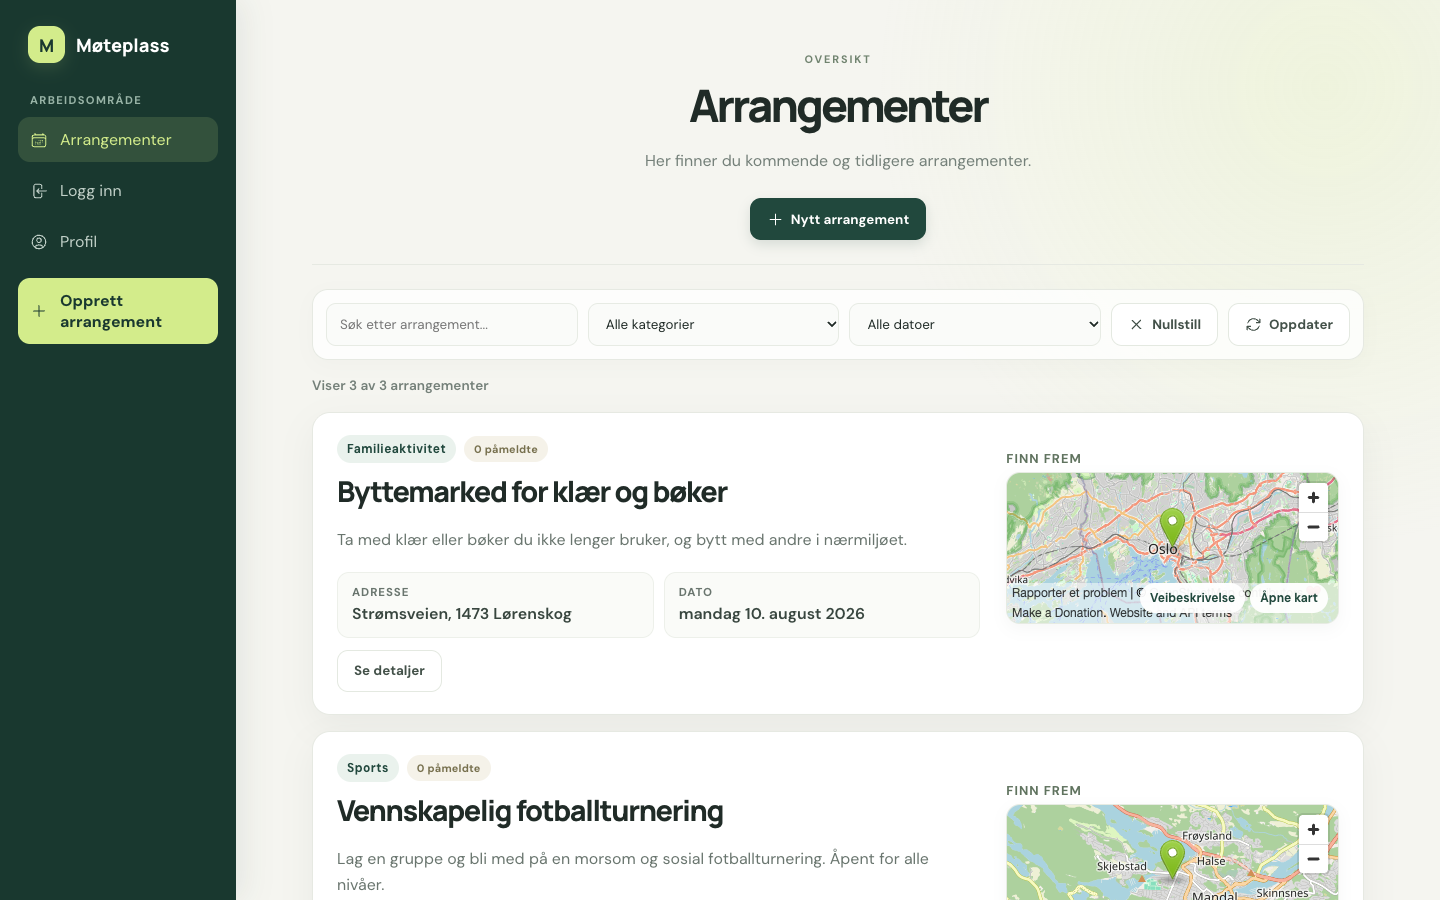 M Møteplass
ARBEIDSOMRÅDE
Arrangementer
Logg inn
Profil
Opprett
arrangement
OVERSIKT
Arrangementer
Her finner du kommende og tidligere arrangementer.
Nytt arrangement
Søk etter arrangement...
Alle kategorier
Alle datoer
Nullstill
Oppdater
Viser 3 av 3 arrangementer
Familieaktivitet
0 påmeldte
Byttemarked for klær og bøker
Ta med klær eller bøker du ikke lenger bruker, og bytt med andre i nærmiljøet.
ADRESSE
Strømsveien, 1473 Lørenskog
DATO
mandag 10. august 2026
Se detaljer
FINN FREM
Oslo
Rapporter et problem | ©
Veibeskrivelse
Åpne kart
Make a Donation. Website and API terms
Sports
0 påmeldte
Vennskapelig fotballturnering
Lag en gruppe og bli med på en morsom og sosial fotballturnering. Åpent for alle
nivåer.
FINN FREM
Frøysland
Skjebstad
Halse
Mandal
Skinnsnes